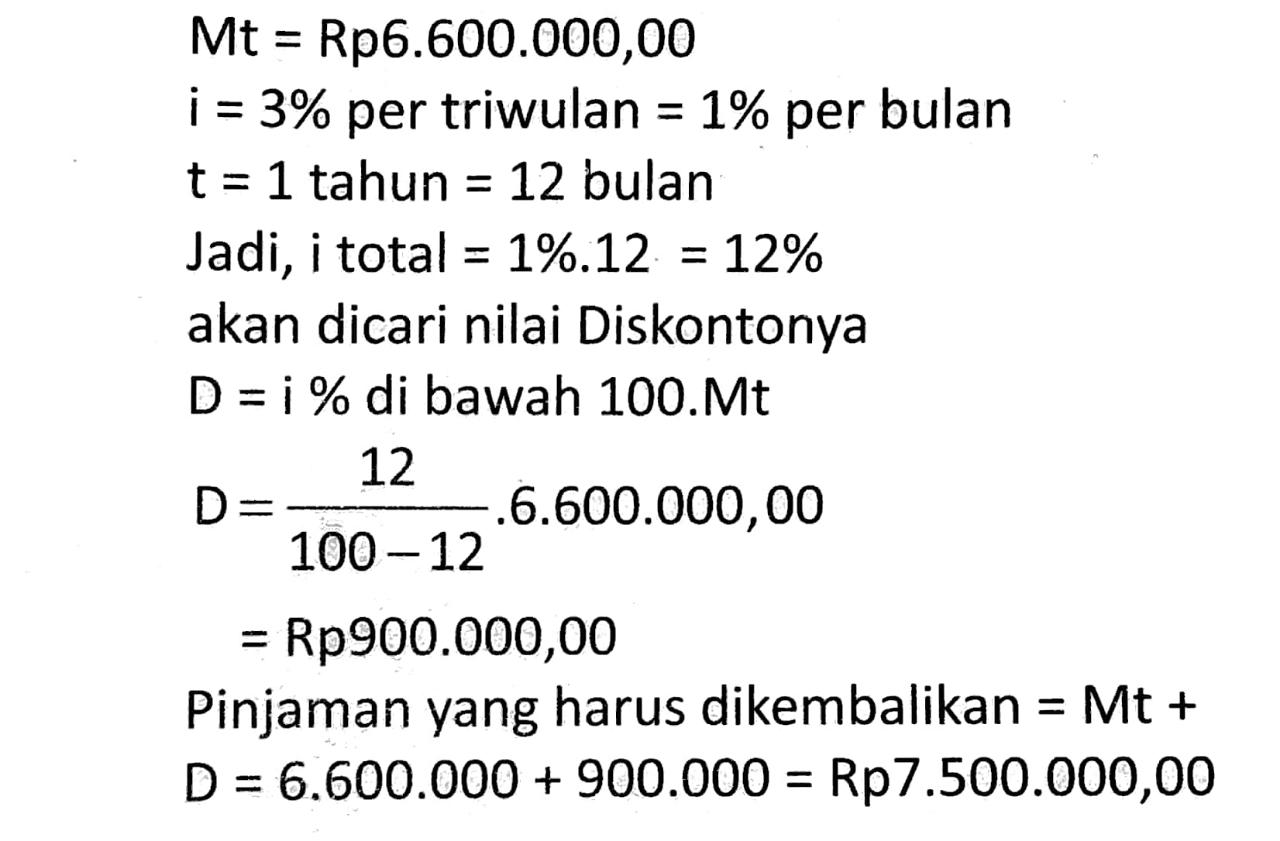 Mt = Rp6.600.000,00
i = 3% per triwulan = 1% per bulan
t = 1 tahun = 12 bulan
Jadi, i total = 1%.12 = 12%
akan dicari nilai Diskontonya
D = i % di bawah 100.Mt
D = 12 / (100 – 12) .6.600.000,00
= Rp900.000,00
Pinjaman yang harus dikembalikan = Mt +
D = 6.600.000 + 900.000 = Rp7.500.000,00